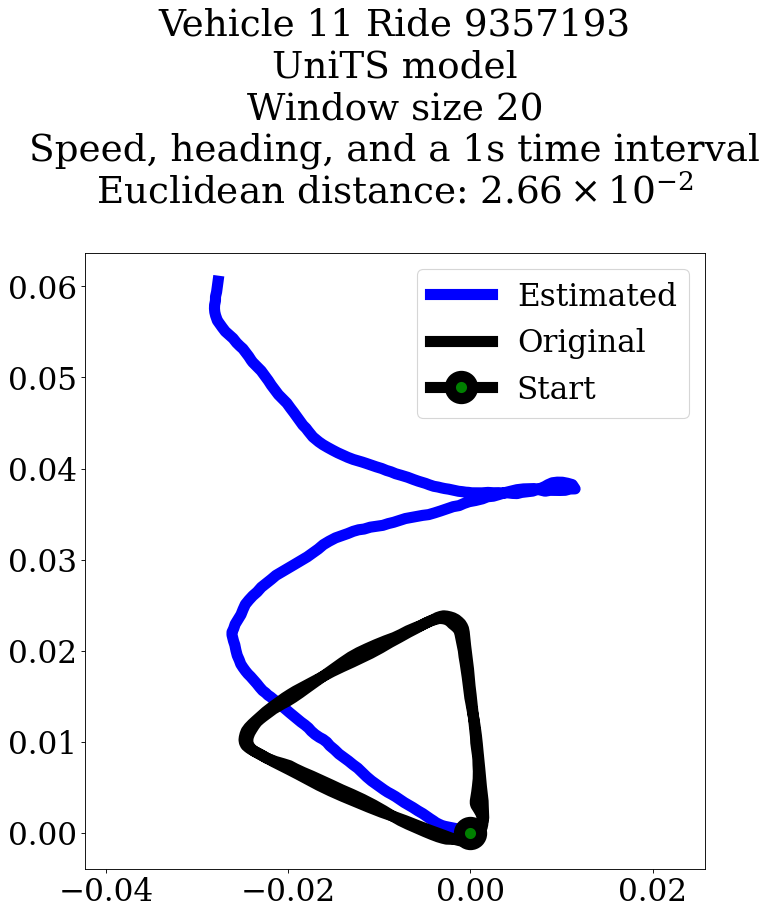 Vehicle 11 Ride 9357193
UniTS model
Window size 20
Speed, heading, and a 1s time interval
Euclidean distance: 2.66 × 10⁻²
Estimated
Original
Start
0.06
0.05
0.04
0.03
0.02
0.01
0.00
−0.04 −0.02 0.00 0.02